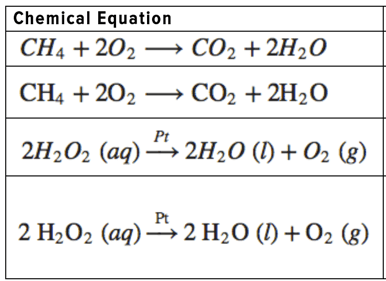 Chemical Equation
CH₄ + 2O₂ ⟶ CO₂ + 2H₂O
CH₄ + 2O₂ ⟶ CO₂ + 2H₂O
2H₂O₂ (aq) —Pt→ 2H₂O (l) + O₂ (g)
2 H₂O₂ (aq) —Pt→ 2 H₂O (l) + O₂ (g)